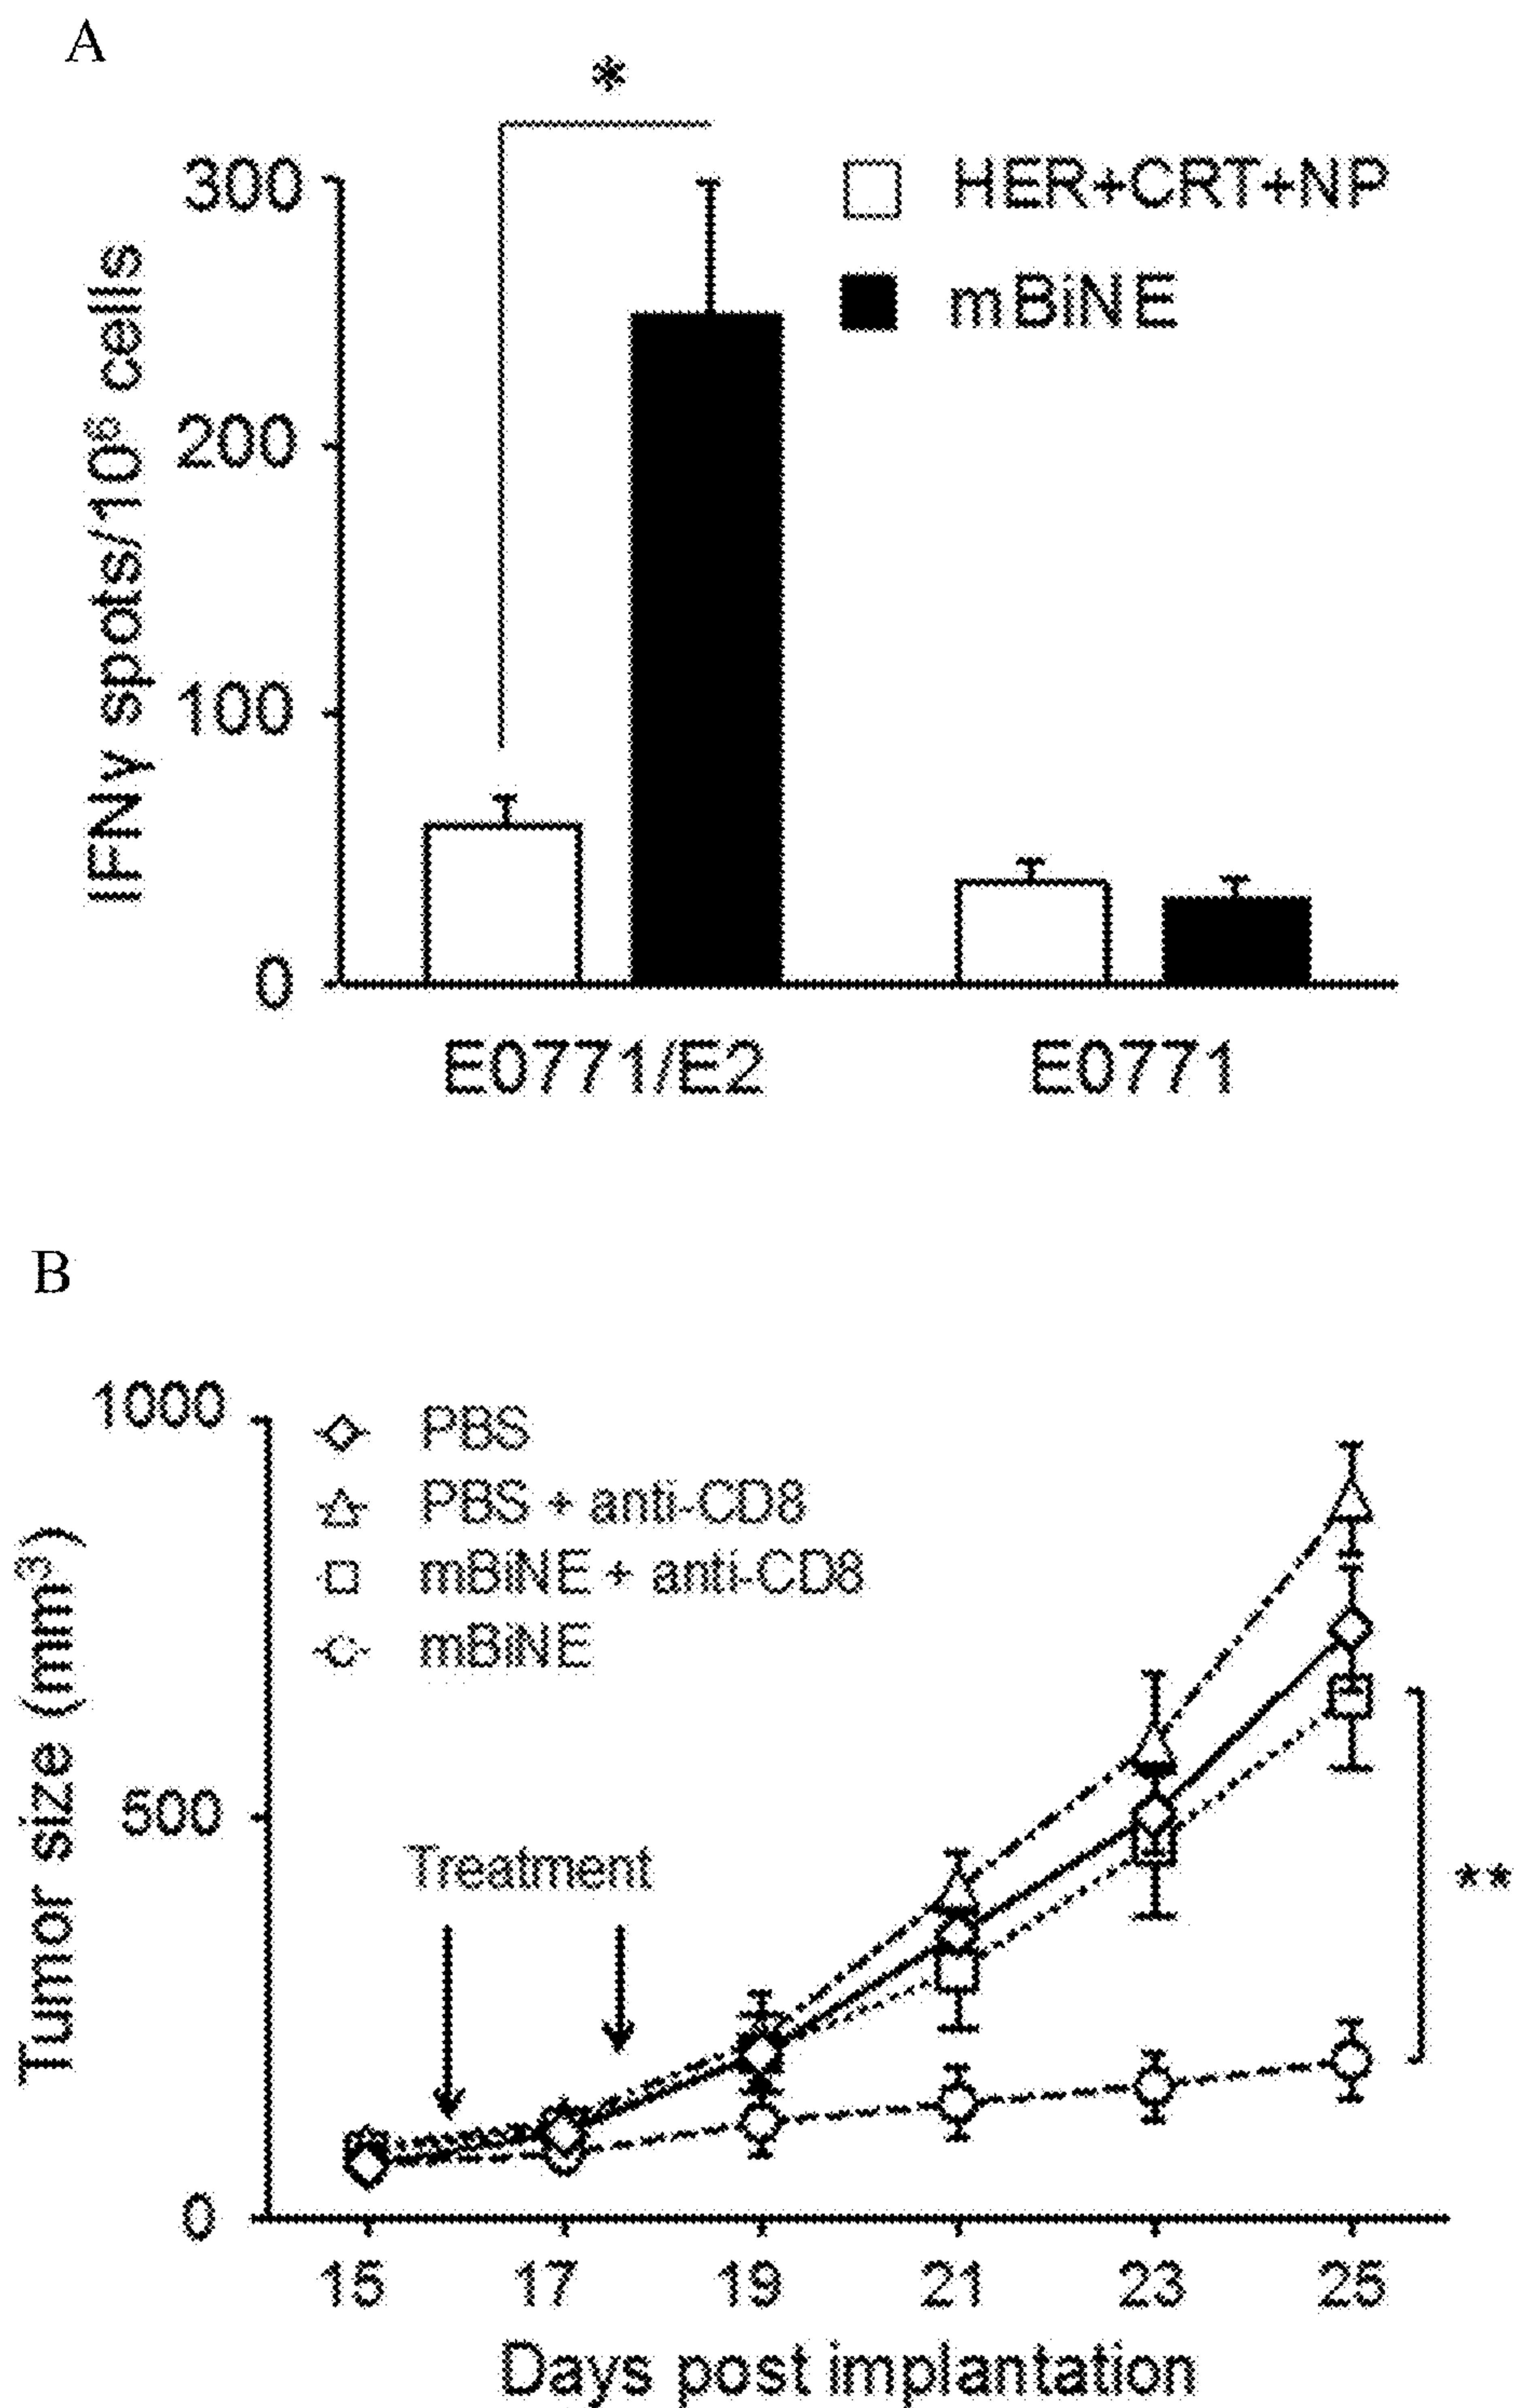 A
*
300
HER+CRT+NP
mBiNE
200
100
0
IFNγ spots/10⁶ cells
E0771/E2
E0771
B
1000
PBS
PBS + anti-CD8
mBiNE + anti-CD8
mBiNE
500
Treatment
**
0
Tumor size (mm³)
15 17 19 21 23 25
Days post implantation